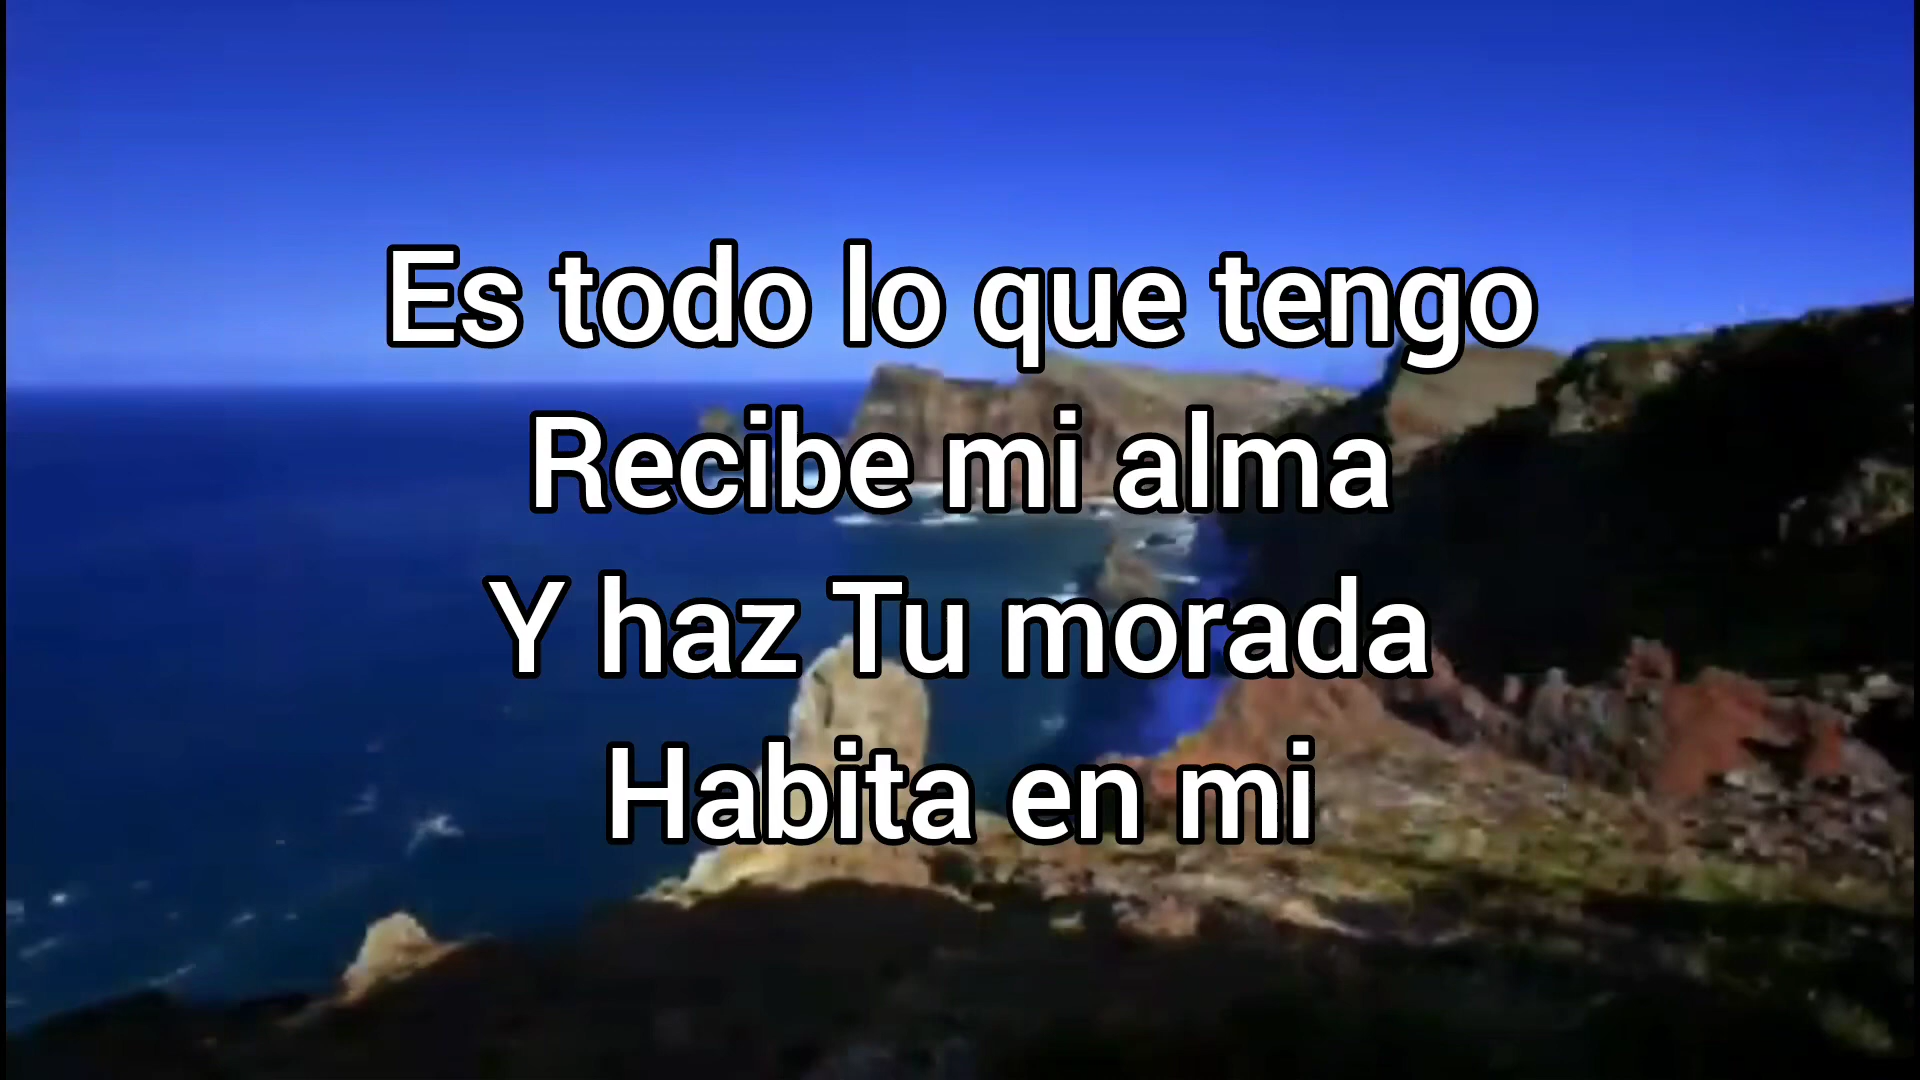 Es todo lo que tengo
Recibe mi alma
Y haz Tu morada
Habita en mi